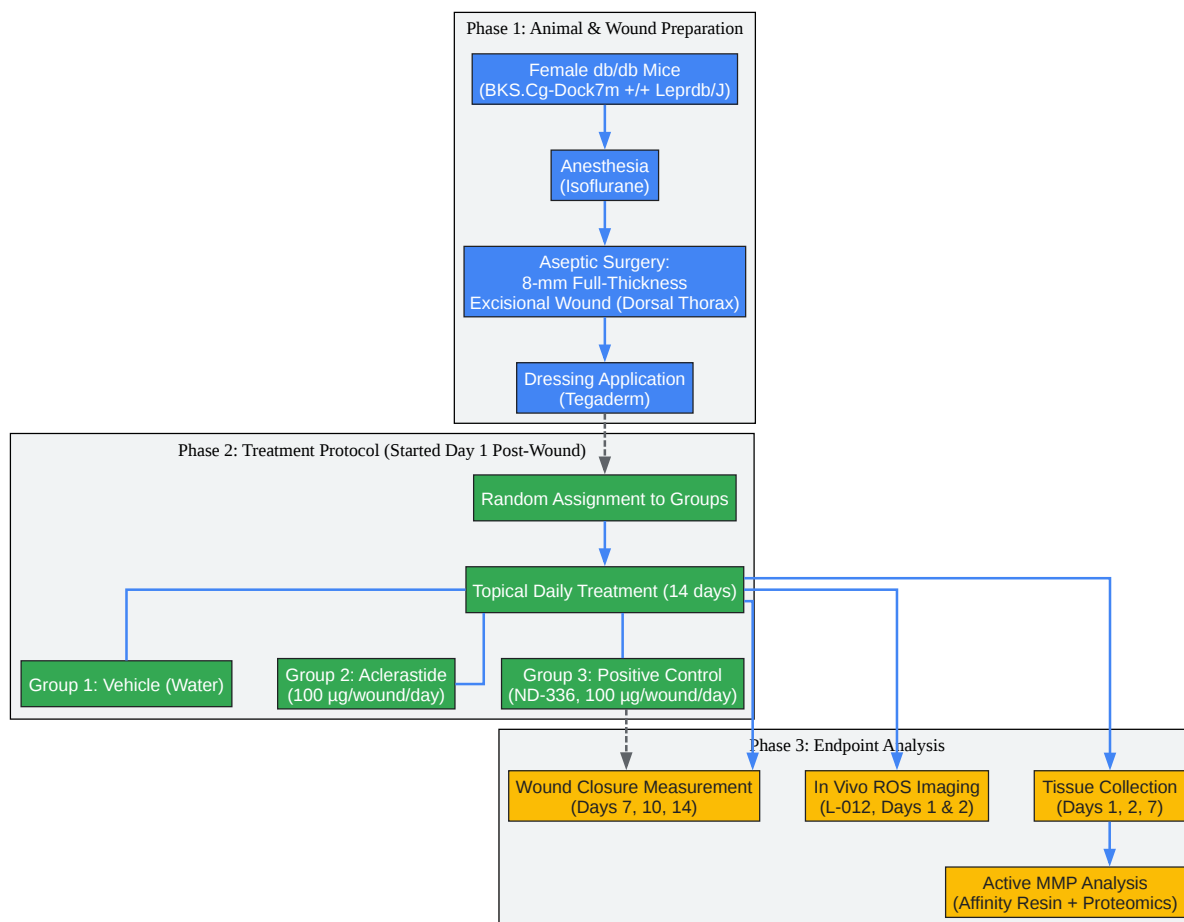 Phase 1: Animal & Wound Preparation
Female db/db Mice
(BKS.Cg-Dock7m +/+ Leprdb/J)
Anesthesia
(Isoflurane)
Aseptic Surgery:
8-mm Full-Thickness
Excisional Wound (Dorsal Thorax)
Dressing Application
(Tegaderm)
Phase 2: Treatment Protocol (Started Day 1 Post-Wound)
Random Assignment to Groups
Topical Daily Treatment (14 days)
Group 1: Vehicle (Water)
Group 2: Aclerastide
(100 µg/wound/day)
Group 3: Positive Control
(ND-336, 100 µg/wound/day)
Phase 3: Endpoint Analysis
Wound Closure Measurement
(Days 7, 10, 14)
In Vivo ROS Imaging
(L-012, Days 1 & 2)
Tissue Collection
(Days 1, 2, 7)
Active MMP Analysis
(Affinity Resin + Proteomics)